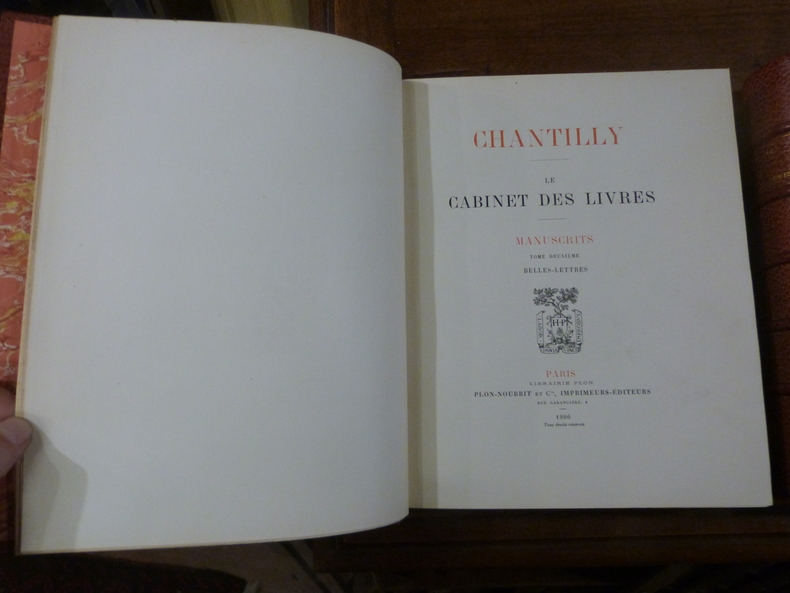 CHANTILLY
LE
CABINET DES LIVRES
MANUSCRITS
TOME DEUXIÈME
BELLES-LETTRES
PARIS
LIBRAIRIE PLON
PLON-NOURRIT ET Cie, IMPRIMEURS-ÉDITEURS
RUE GARANCIÈRE, 8
1900
Tous droits réservés